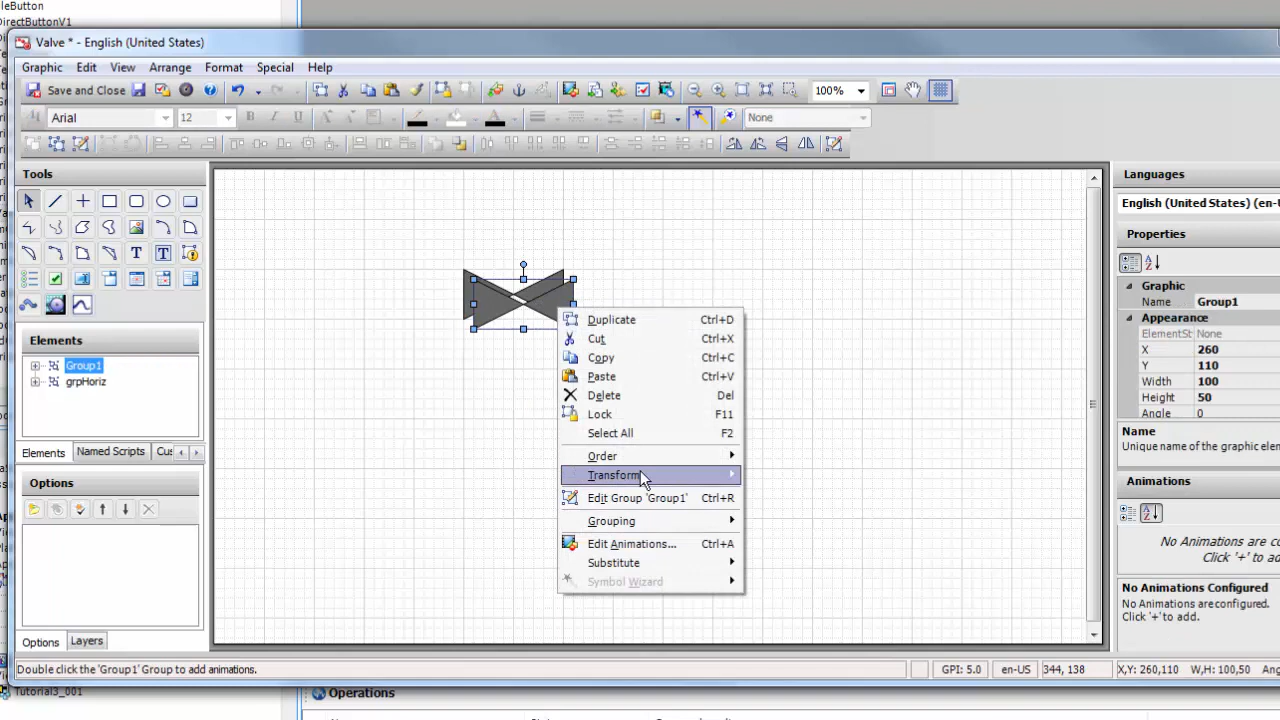 leButton
DirectButtonV1
Valve * - English (United States)
Graphic Edit View Arrange Format Special Help
Save and Close 100%
Arial 12 B I U A A A None
Tools
T T
Elements
Group1
grpHoriz
Elements Named Scripts Cu
Options
Options Layers
Duplicate Ctrl+D
Cut Ctrl+X
Copy Ctrl+C
Paste Ctrl+V
Delete Del
Lock F11
Select All F2
Order
Transform
Edit Group 'Group1' Ctrl+R
Grouping
Edit Animations... Ctrl+A
Substitute
Symbol Wizard
Languages
English (United States) (en-U
Properties
Graphic
Name Group1
Appearance
ElementSt None
X 260
Y 110
Width 100
Height 50
Angle 0
Name
Unique name of the graphic elem
Animations
No Animations are co
Click '+' to add.
No Animations Configured
No Animations are configured.
Click '+' to add.
Double click the 'Group1' Group to add animations.
GPI: 5.0 en-US 344, 138 X,Y: 260,110 W,H: 100,50 Ang
Tutorial3_001
Operations